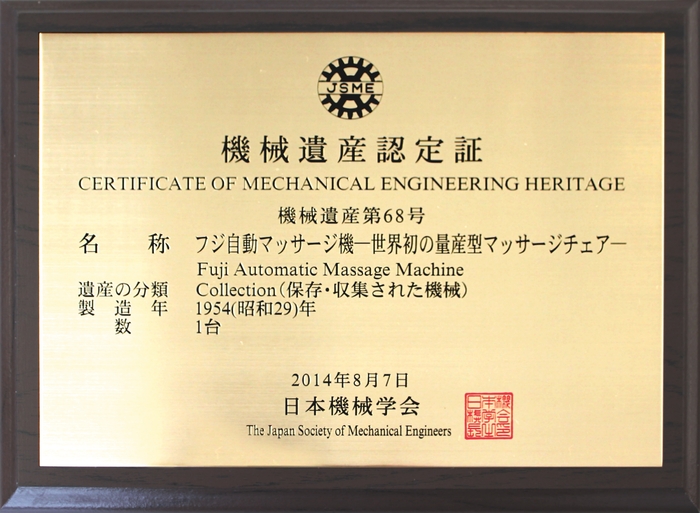 JSME
機械遺産認定証
CERTIFICATE OF MECHANICAL ENGINEERING HERITAGE
機械遺産第68号
名 称 フジ自動マッサージ機―世界初の量産型マッサージチェアー―
Fuji Automatic Massage Machine
遺産の分類 Collection(保存・収集された機械)
製 造 年 1954(昭和29)年
数 1台
2014年8月7日
日本機械学会
The Japan Society of Mechanical Engineers